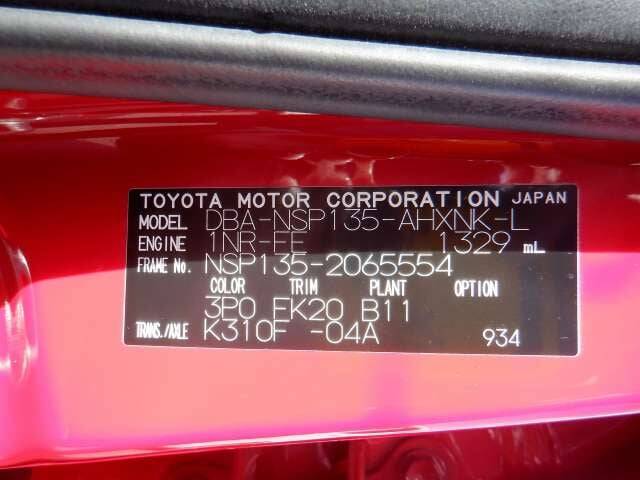 TOYOTA MOTOR CORPORATION JAPAN
MODEL DBA-NSP135-AHXNK-L
ENGINE 1NR-FE 1329 mL
FRAME No. NSP135-2065554
COLOR TRIM PLANT OPTION
3P0 FK20 B11
TRANS./AXLE K310F -04A 934